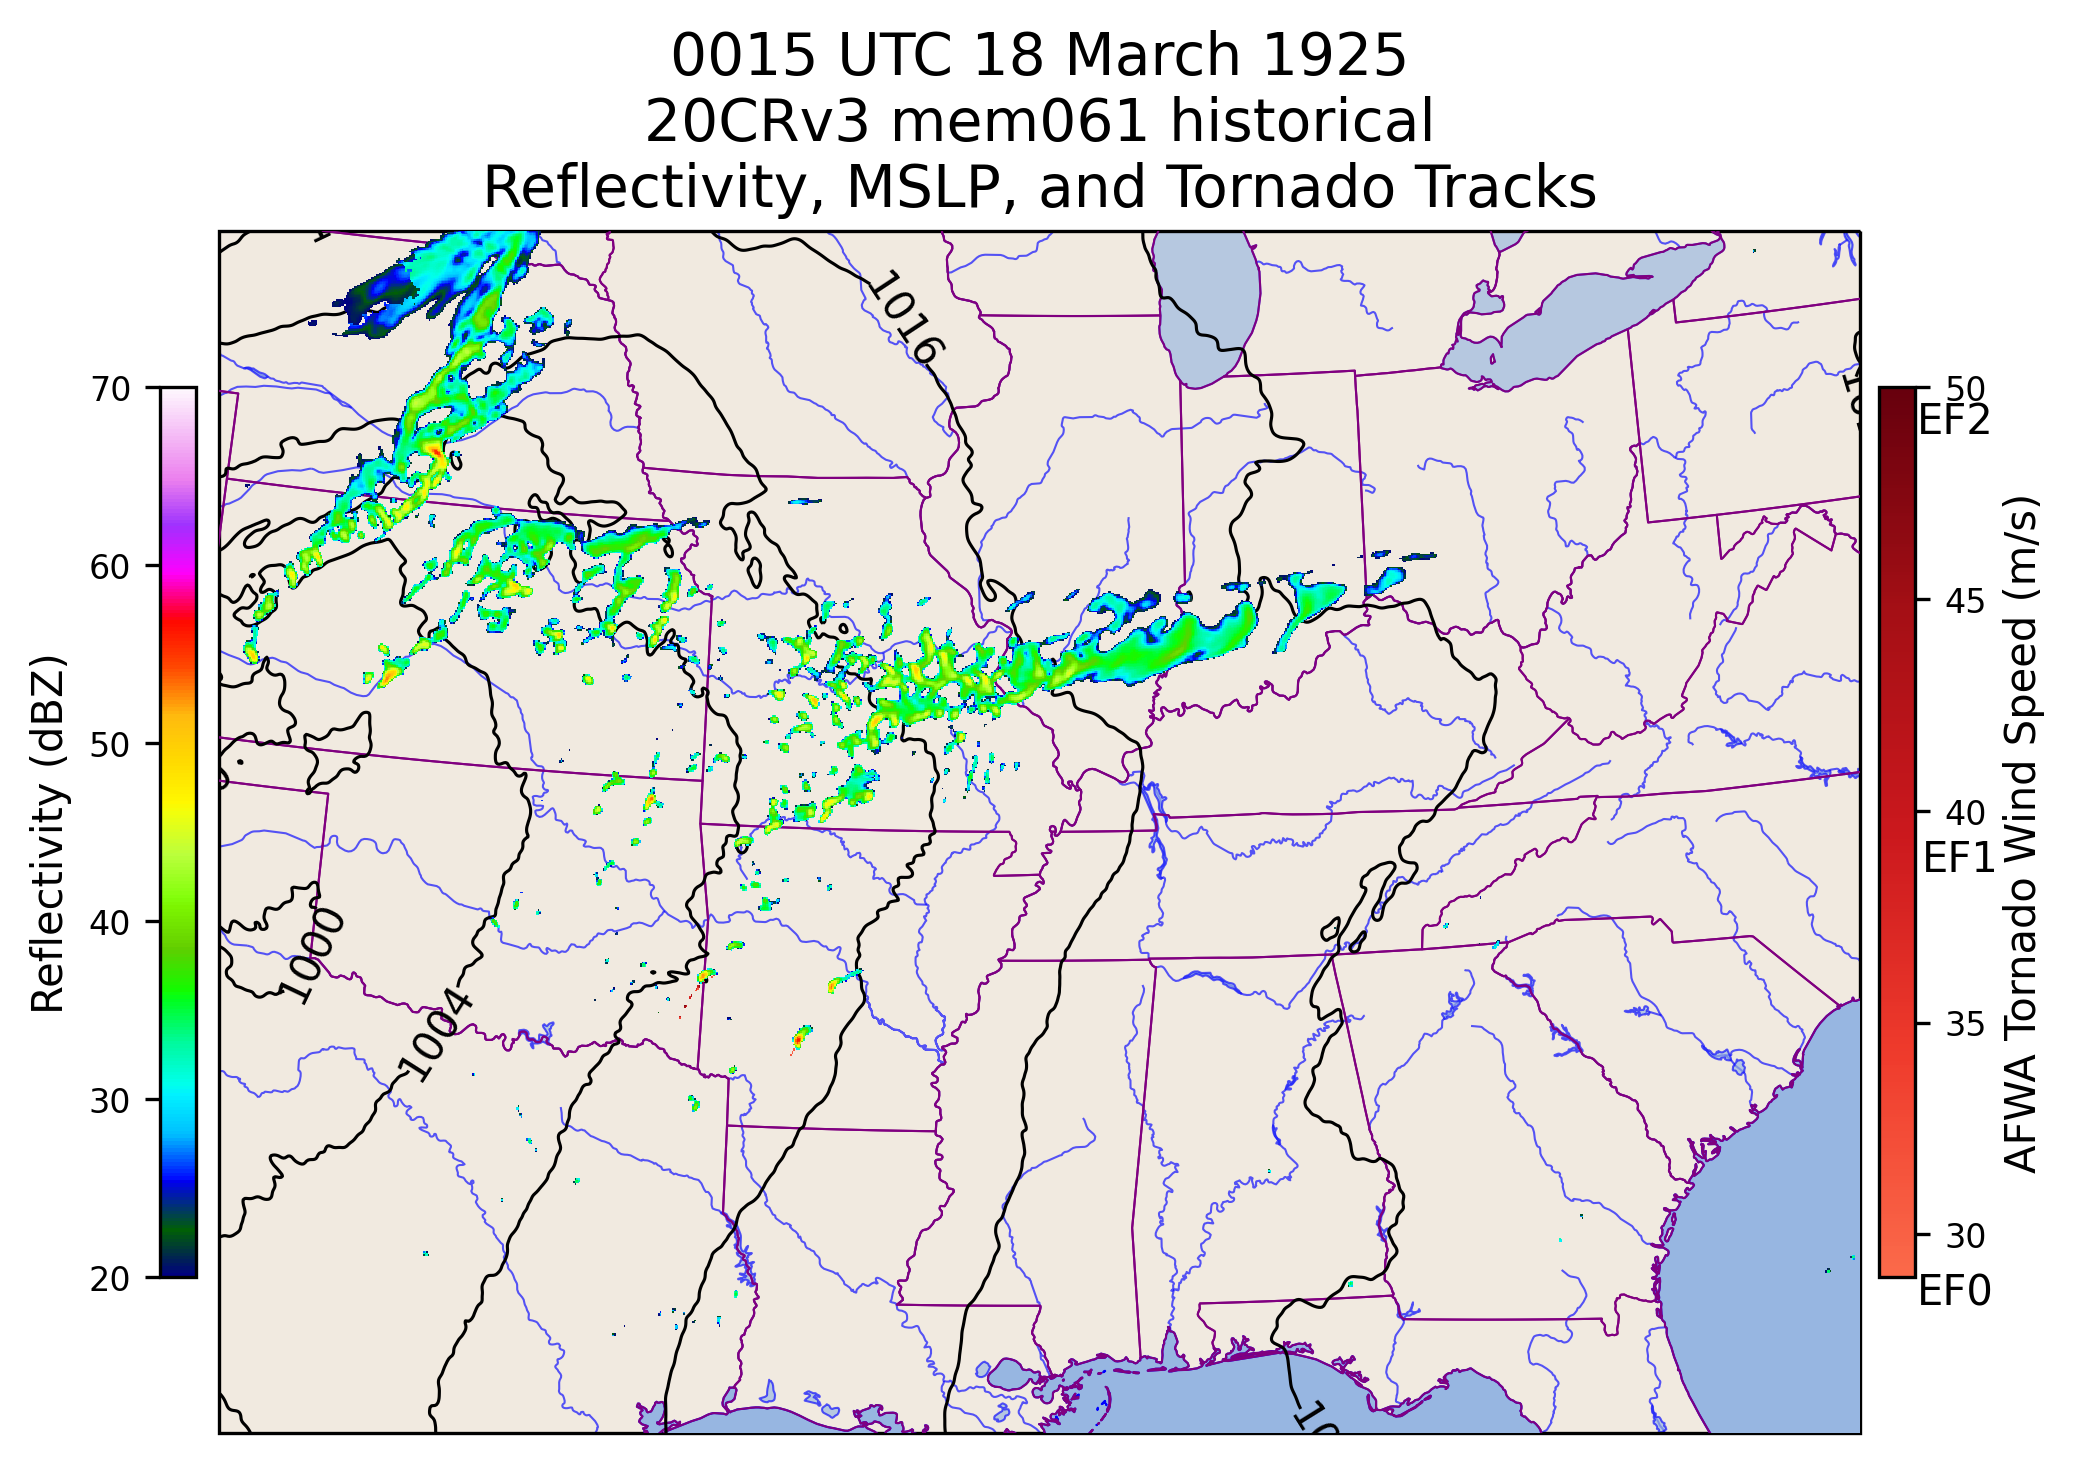 0015 UTC 18 March 1925
20CRv3 mem061 historical
Reflectivity, MSLP, and Tornado Tracks
Reflectivity (dBZ)
70
60
50
40
30
20
1016
1000
1004
50
EF2
45
40
EF1
35
30
EF0
AFWA Tornado Wind Speed (m/s)